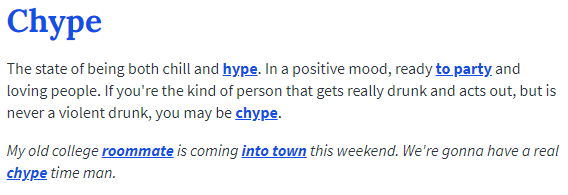 Chype
The state of being both chill and hype. In a positive mood, ready to party and
loving people. If you're the kind of person that gets really drunk and acts out, but is
never a violent drunk, you may be chype.
My old college roommate is coming into town this weekend. We're gonna have a real
chype time man.